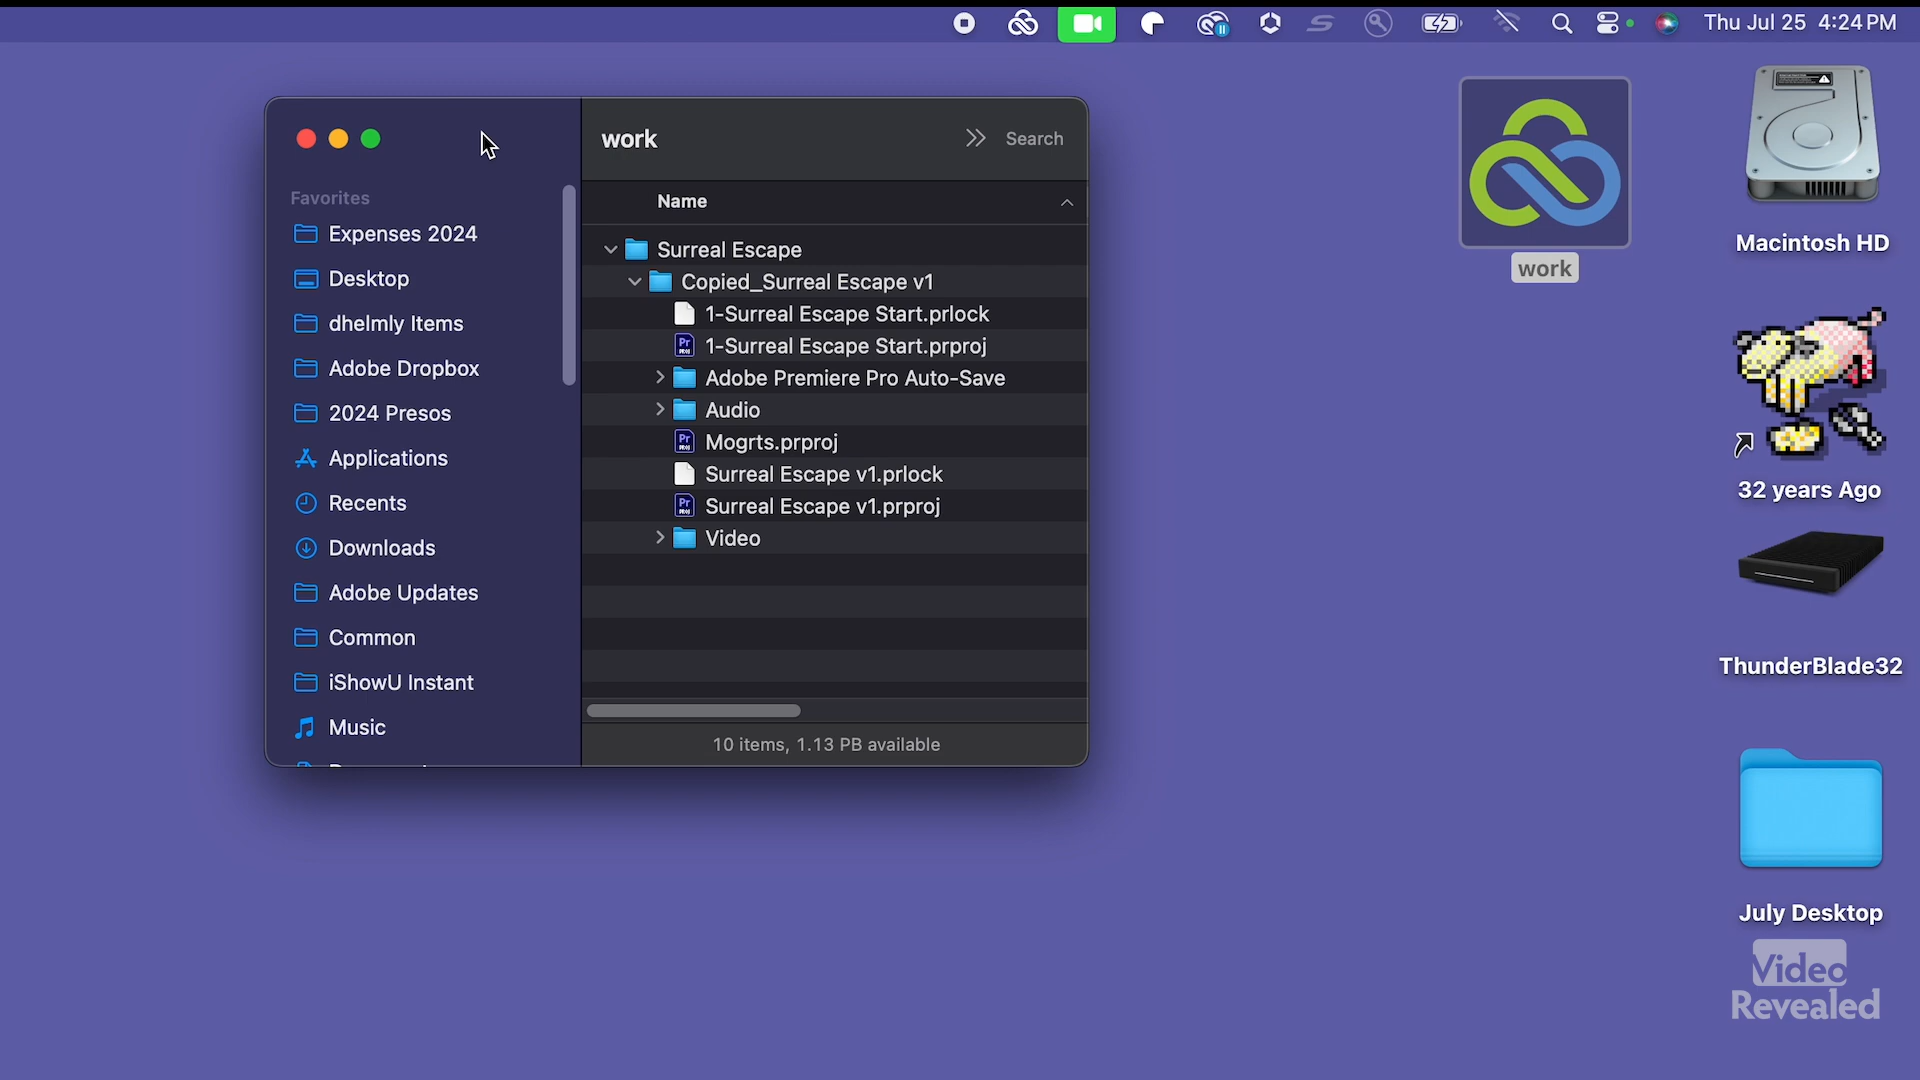 Thu Jul 25 4:24 PM
work
Search
Favorites
Expenses 2024
Desktop
dhelmly Items
Adobe Dropbox
2024 Presos
Applications
Recents
Downloads
Adobe Updates
Common
iShowU Instant
Music
Name
Surreal Escape
Copied_Surreal Escape v1
1-Surreal Escape Start.prlock
1-Surreal Escape Start.prproj
Adobe Premiere Pro Auto-Save
Audio
Mogrts.prproj
Surreal Escape v1.prlock
Surreal Escape v1.prproj
Video
10 items, 1.13 PB available
work
Macintosh HD
32 years Ago
ThunderBlade32
July Desktop
Video
Revealed